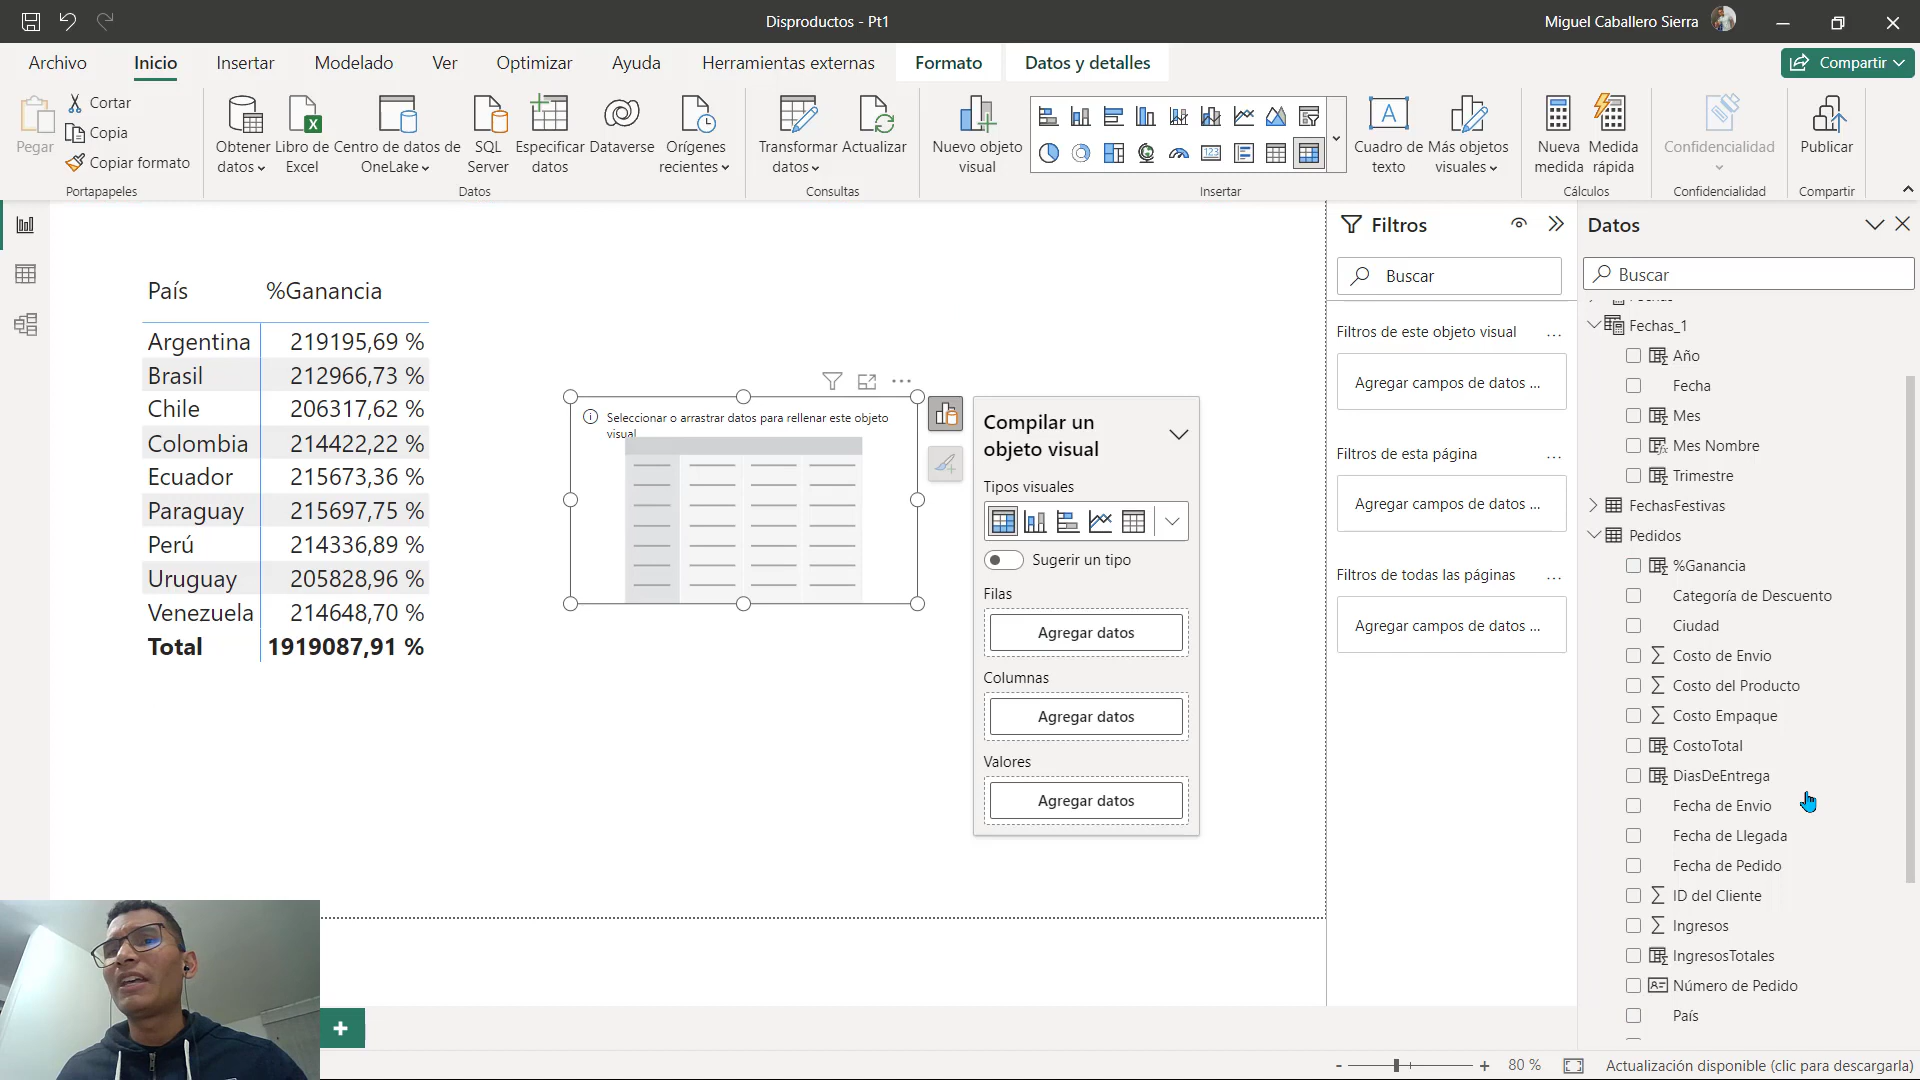 Disproductos - Pt1
Miguel Caballero Sierra
Archivo
Inicio
Insertar
Modelado
Ver
Optimizar
Ayuda
Herramientas externas
Formato
Datos y detalles
Compartir
Pegar
Cortar
Copia
Copiar formato
Portapapeles
Obtener datos
Libro de Excel
Centro de datos de OneLake
SQL Server
Especificar datos
Dataverse
Orígenes recientes
Datos
Transformar datos
Actualizar
Consultas
Nuevo objeto visual
Cuadro de texto
Más objetos visuales
Insertar
Nueva medida
Medida rápida
Cálculos
Confidencialidad
Confidencialidad
Publicar
Compartir
País %Ganancia
Argentina 219195,69 %
Brasil 212966,73 %
Chile 206317,62 %
Colombia 214422,22 %
Ecuador 215673,36 %
Paraguay 215697,75 %
Perú 214336,89 %
Uruguay 205828,96 %
Venezuela 214648,70 %
Total 1919087,91 %
Seleccionar o arrastrar datos para rellenar este objeto
visual
Compilar un
objeto visual
Tipos visuales
Sugerir un tipo
Filas
Agregar datos
Columnas
Agregar datos
Valores
Agregar datos
Filtros
Buscar
Filtros de este objeto visual ...
Agregar campos de datos ...
Filtros de esta página ...
Agregar campos de datos ...
Filtros de todas las páginas ...
Agregar campos de datos ...
Datos
Buscar
Fechas_1
Año
Fecha
Mes
Mes Nombre
Trimestre
FechasFestivas
Pedidos
%Ganancia
Categoría de Descuento
Ciudad
Costo de Envio
Costo del Producto
Costo Empaque
CostoTotal
DiasDeEntrega
Fecha de Envio
Fecha de Llegada
Fecha de Pedido
ID del Cliente
Ingresos
IngresosTotales
Número de Pedido
País
- + 80 %
Actualización disponible (clic para descargarla)